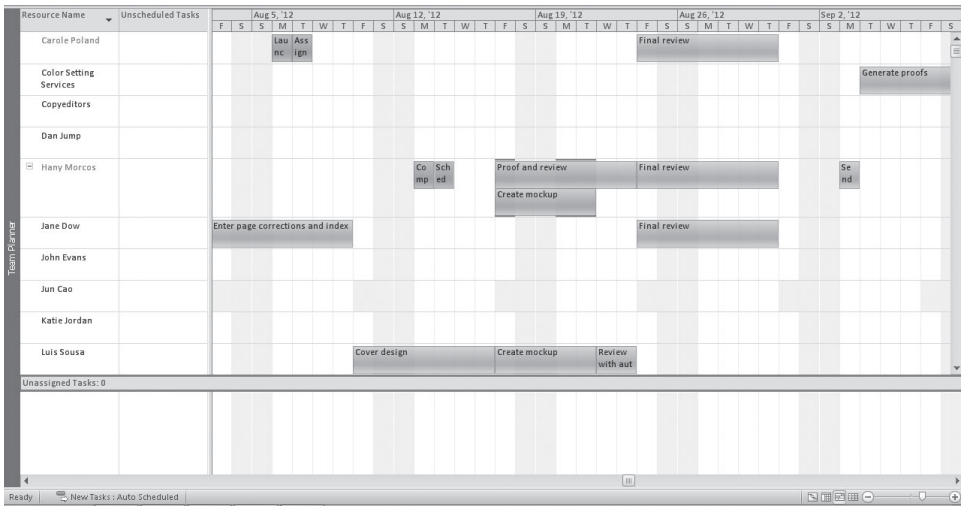 Resource Name Unscheduled Tasks Aug 5, '12 Aug 12, '12 Aug 19, '12 Aug 26, '12 Sep 2, '12
F S S M T W T F S S M T W T F S S M T W T F S S M T W T F S S M T W T F S
Carole Poland Lau Ass Final review
nc ign
Color Setting Generate proofs
Services
Copyeditors
Dan Jump
Hany Morcos Co Sch Proof and review Final review Se
mp ed nd
Create mockup
Jane Dow Enter page corrections and index Final review
John Evans
Jun Cao
Katie Jordan
Luis Sousa Cover design Create mockup Review
with aut
Team Planner
Unassigned Tasks: 0
Ready New Tasks : Auto Scheduled